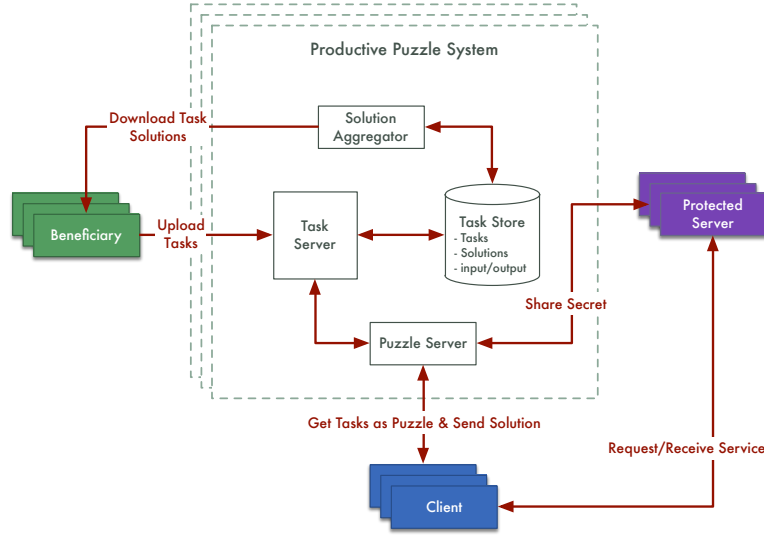 Productive Puzzle System
Download Task
Solutions
Solution
Aggregator
Beneficiary
Upload
Tasks
Task
Server
Task Store
- Tasks
- Solutions
- input/output
Protected
Server
Share Secret
Puzzle Server
Get Tasks as Puzzle & Send Solution
Request/Receive Service
Client